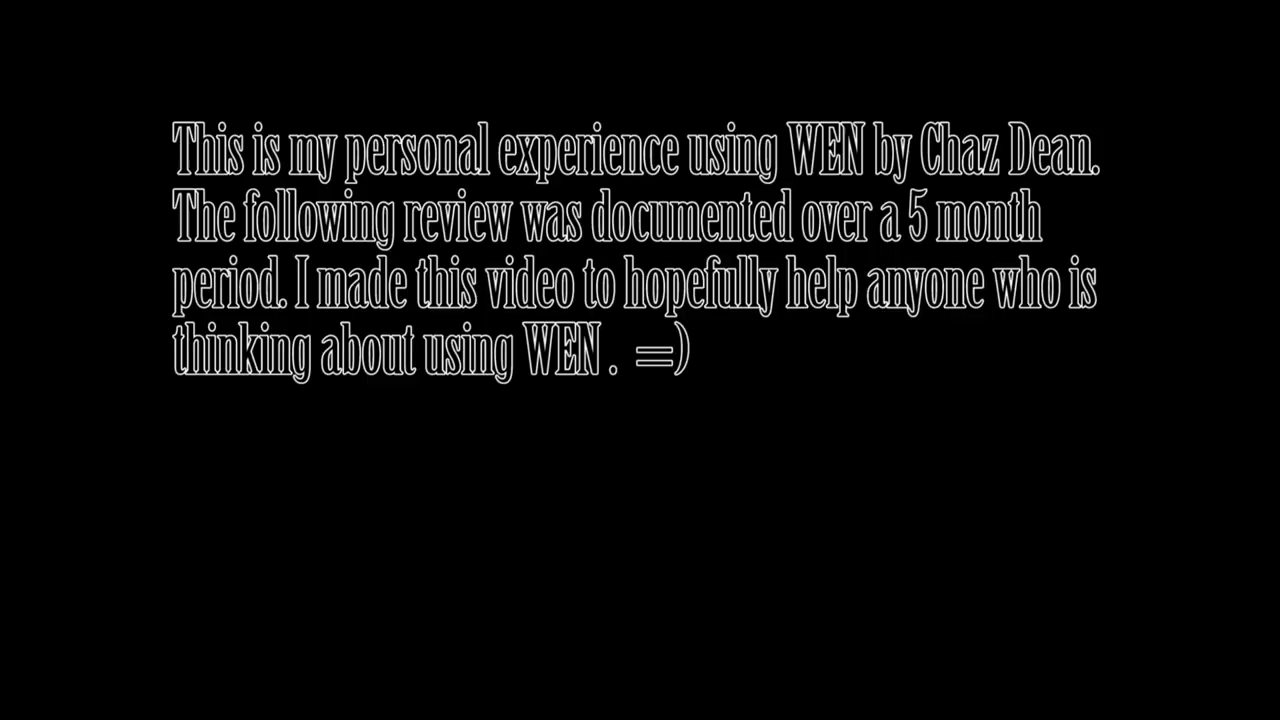 This is my personal experience using WEN by Chaz Dean.
The following review was documented over a 5 month
period. I made this video to hopefully help anyone who is
thinking about using WEN . =)